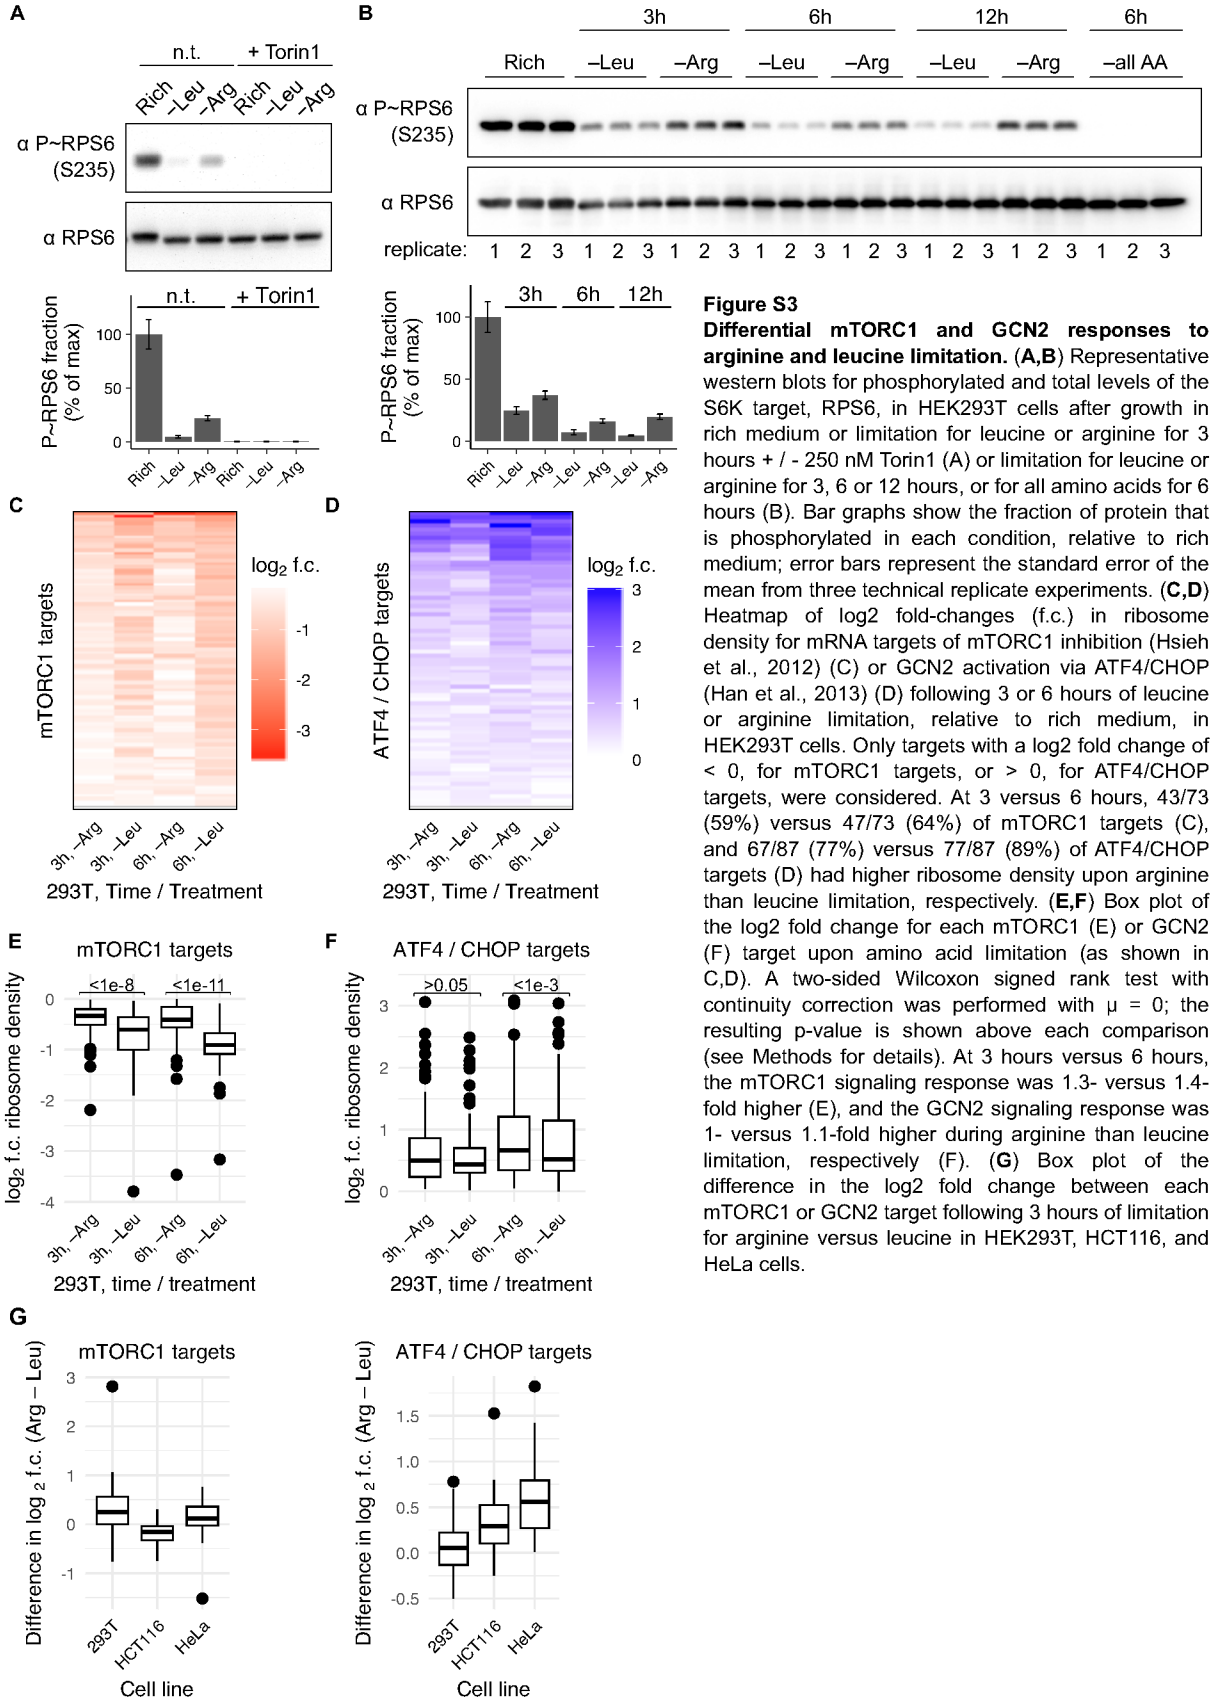 A
n.t.
+ Torin1
Rich
–Leu
–Arg
Rich
–Leu
–Arg
α P~RPS6
(S235)
α RPS6
P~RPS6 fraction
(% of max)
n.t.
+ Torin1
100
50
0
Rich
–Leu
–Arg
Rich
–Leu
–Arg
B
3h
6h
12h
6h
Rich
–Leu
–Arg
–Leu
–Arg
–Leu
–Arg
–all AA
α P~RPS6
(S235)
α RPS6
replicate: 1 2 3 1 2 3 1 2 3 1 2 3 1 2 3 1 2 3 1 2 3 1 2 3
P~RPS6 fraction
(% of max)
3h
6h
12h
100
50
0
Rich
–Leu
–Arg
–Leu
–Arg
–Leu
–Arg
Figure S3
Differential mTORC1 and GCN2 responses to
arginine and leucine limitation. (A,B) Representative
western blots for phosphorylated and total levels of the
S6K target, RPS6, in HEK293T cells after growth in
rich medium or limitation for leucine or arginine for 3
hours + / - 250 nM Torin1 (A) or limitation for leucine or
arginine for 3, 6 or 12 hours, or for all amino acids for 6
hours (B). Bar graphs show the fraction of protein that
is phosphorylated in each condition, relative to rich
medium; error bars represent the standard error of the
mean from three technical replicate experiments. (C,D)
Heatmap of log2 fold-changes (f.c.) in ribosome
density for mRNA targets of mTORC1 inhibition (Hsieh
et al., 2012) (C) or GCN2 activation via ATF4/CHOP
(Han et al., 2013) (D) following 3 or 6 hours of leucine
or arginine limitation, relative to rich medium, in
HEK293T cells. Only targets with a log2 fold change of
< 0, for mTORC1 targets, or > 0, for ATF4/CHOP
targets, were considered. At 3 versus 6 hours, 43/73
(59%) versus 47/73 (64%) of mTORC1 targets (C),
and 67/87 (77%) versus 77/87 (89%) of ATF4/CHOP
targets (D) had higher ribosome density upon arginine
than leucine limitation, respectively. (E,F) Box plot of
the log2 fold change for each mTORC1 (E) or GCN2
(F) target upon amino acid limitation (as shown in
C,D). A two-sided Wilcoxon signed rank test with
continuity correction was performed with μ = 0; the
resulting p-value is shown above each comparison
(see Methods for details). At 3 hours versus 6 hours,
the mTORC1 signaling response was 1.3- versus 1.4-
fold higher (E), and the GCN2 signaling response was
1- versus 1.1-fold higher during arginine than leucine
limitation, respectively (F). (G) Box plot of the
difference in the log2 fold change between each
mTORC1 or GCN2 target following 3 hours of limitation
for arginine versus leucine in HEK293T, HCT116, and
HeLa cells.
C
mTORC1 targets
log2 f.c.
-1
-2
-3
3h, –Arg
3h, –Leu
6h, –Arg
6h, –Leu
293T, Time / Treatment
D
ATF4 / CHOP targets
log2 f.c.
3
2
1
0
3h, –Arg
3h, –Leu
6h, –Arg
6h, –Leu
293T, Time / Treatment
E
mTORC1 targets
log2 f.c. ribosome density
<1e-8
<1e-11
0
-1
-2
-3
-4
3h, –Arg
3h, –Leu
6h, –Arg
6h, –Leu
293T, time / treatment
F
ATF4 / CHOP targets
log2 f.c. ribosome density
>0.05
<1e-3
3
2
1
0
3h, –Arg
3h, –Leu
6h, –Arg
6h, –Leu
293T, time / treatment
G
mTORC1 targets
Difference in log 2 f.c. (Arg – Leu)
3
2
1
0
-1
293T
HCT116
HeLa
Cell line
ATF4 / CHOP targets
Difference in log 2 f.c. (Arg – Leu)
1.5
1.0
0.5
0.0
-0.5
293T
HCT116
HeLa
Cell line